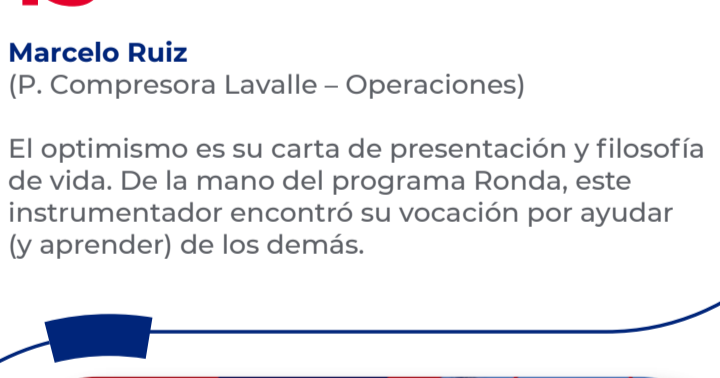 Marcelo Ruiz
(P. Compresora Lavalle – Operaciones)
El optimismo es su carta de presentación y filosofía
de vida. De la mano del programa Ronda, este
instrumentador encontró su vocación por ayudar
(y aprender) de los demás.